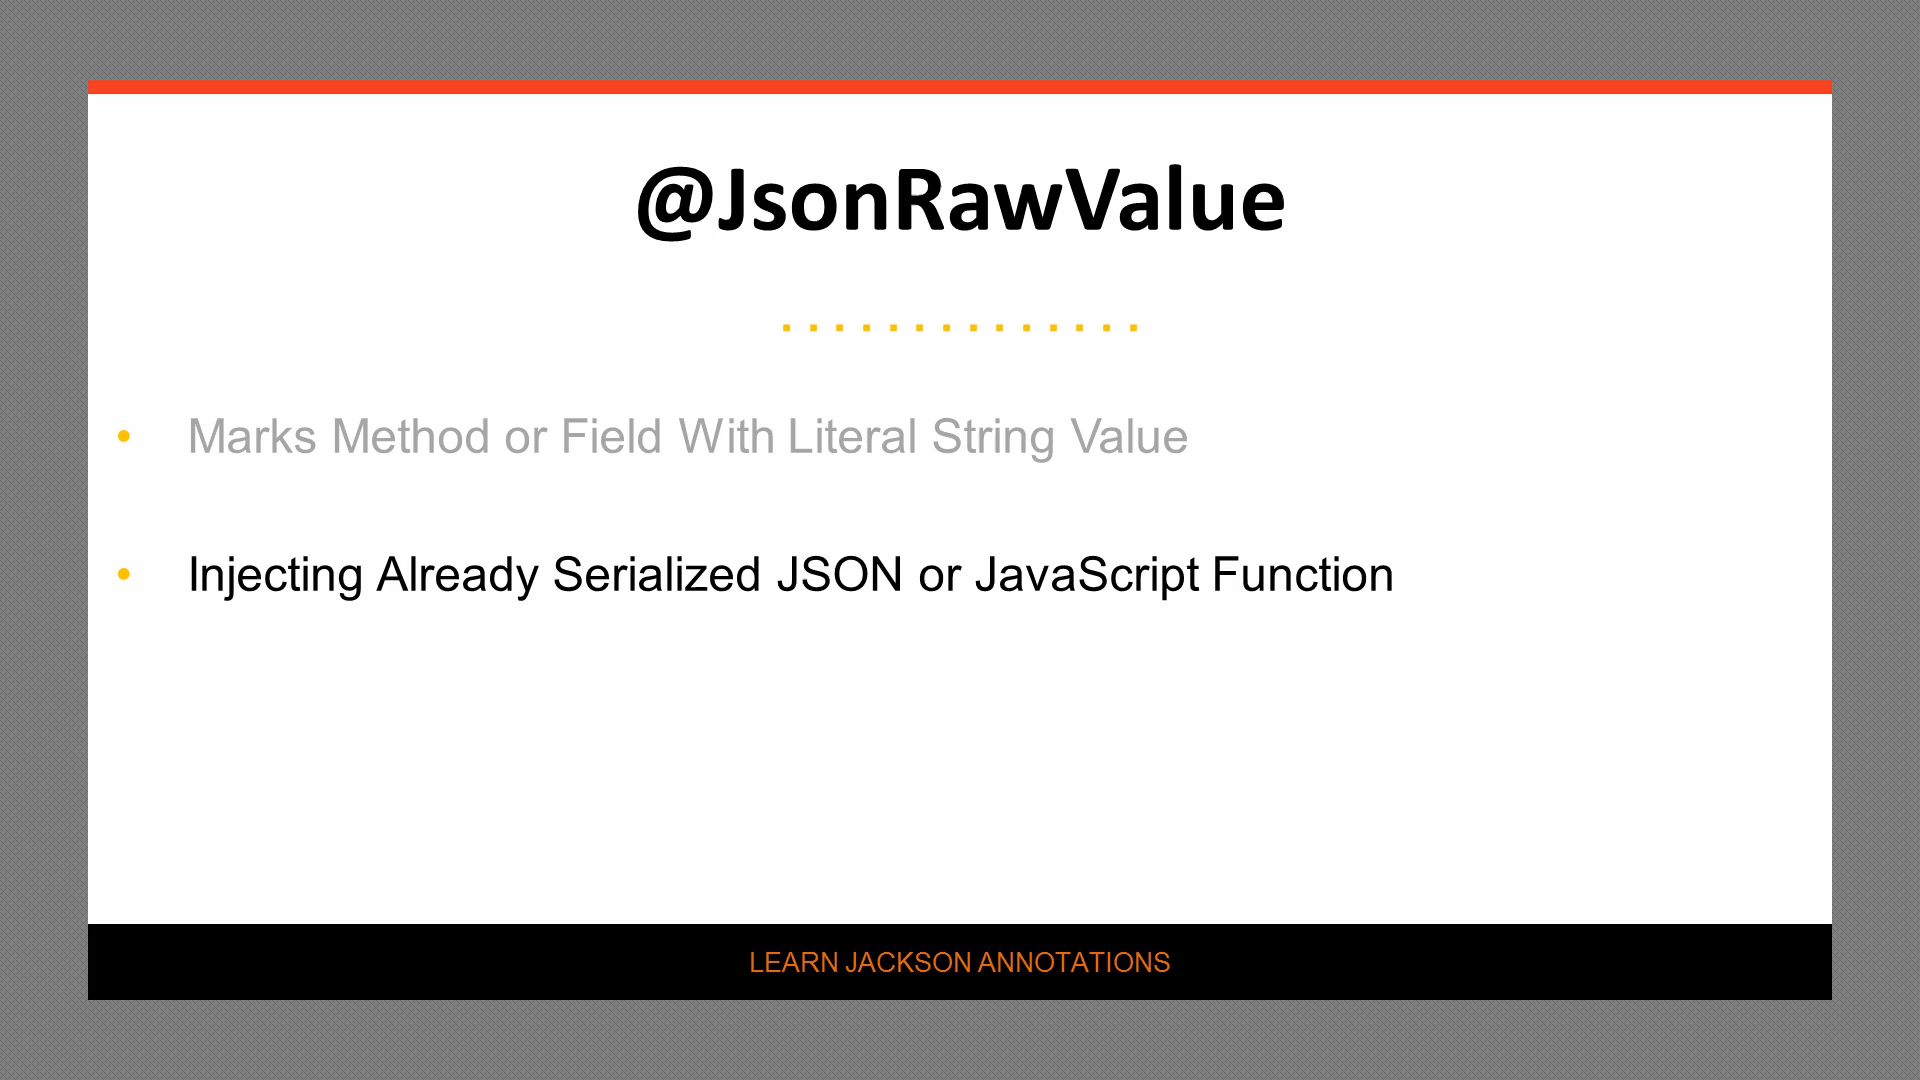 @JsonRawValue
• Marks Method or Field With Literal String Value
• Injecting Already Serialized JSON or JavaScript Function
LEARN JACKSON ANNOTATIONS